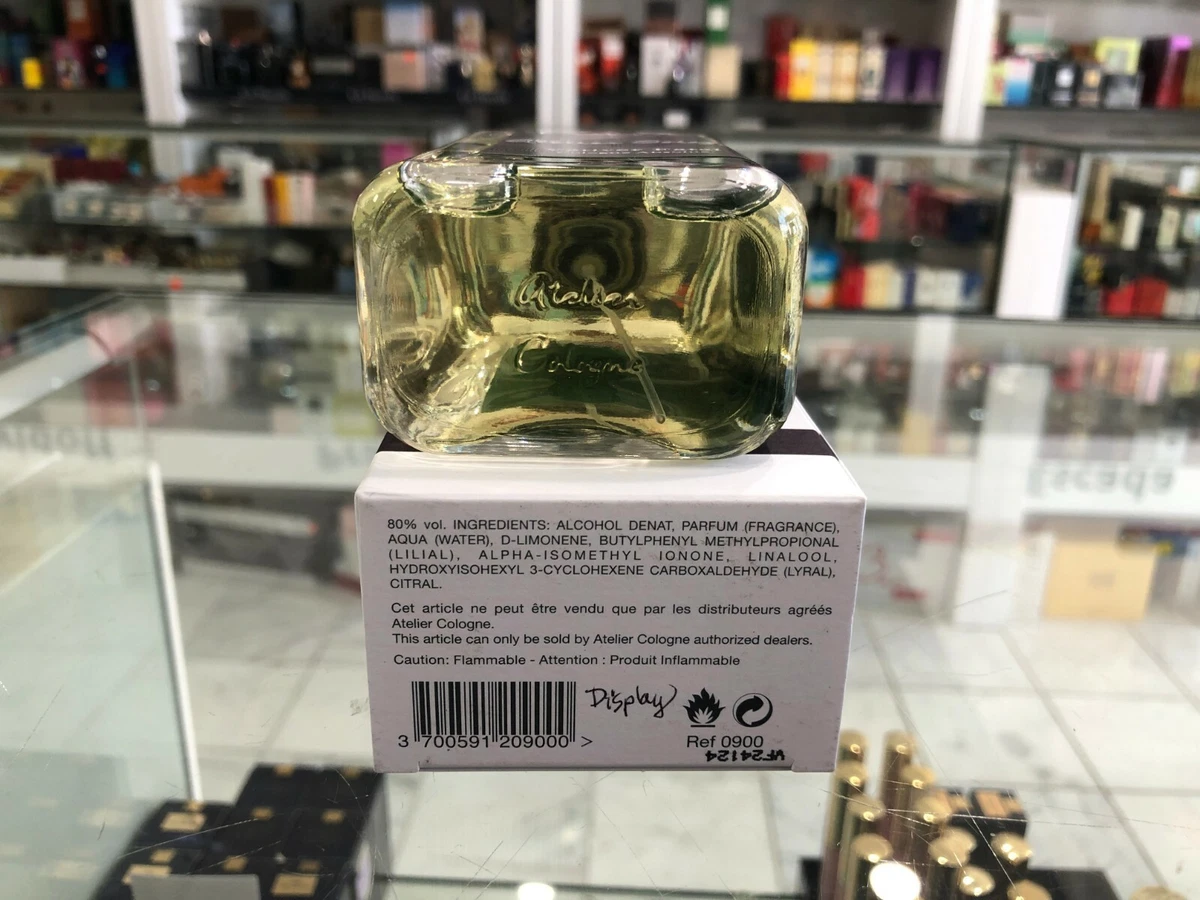 Atelier
Cologne
80% vol. INGREDIENTS: ALCOHOL DENAT, PARFUM (FRAGRANCE),
AQUA (WATER), D-LIMONENE, BUTYLPHENYL METHYLPROPIONAL
(LILIAL), ALPHA-ISOMETHYL IONONE, LINALOOL,
HYDROXYISOHEXYL 3-CYCLOHEXENE CARBOXALDEHYDE (LYRAL),
CITRAL.
Cet article ne peut être vendu que par les distributeurs agréés
Atelier Cologne.
This article can only be sold by Atelier Cologne authorized dealers.
Caution: Flammable - Attention : Produit Inflammable
Display
3 700591 209000 >
Ref 0900
VF24124
Escada